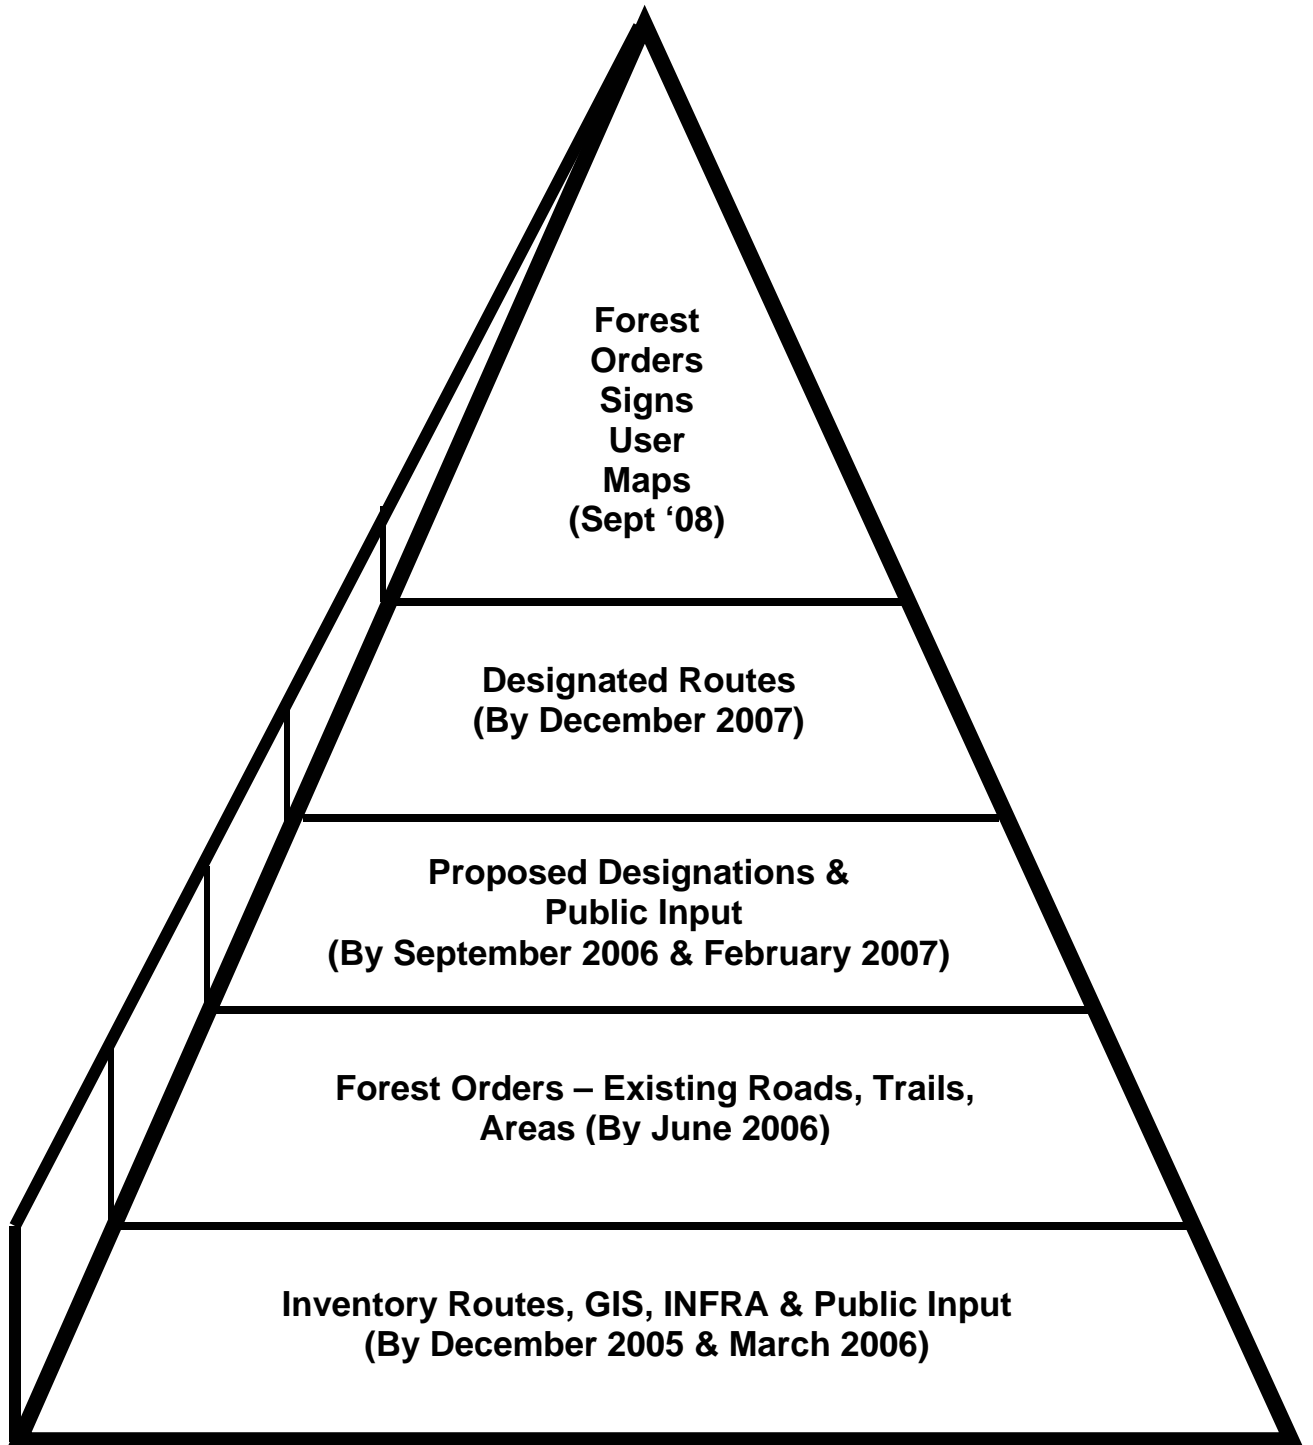 Forest
Orders
Signs
User
Maps
(Sept ‘08)
Designated Routes
(By December 2007)
Proposed Designations &
Public Input
(By September 2006 & February 2007)
Forest Orders – Existing Roads, Trails,
Areas (By June 2006)
Inventory Routes, GIS, INFRA & Public Input
(By December 2005 & March 2006)